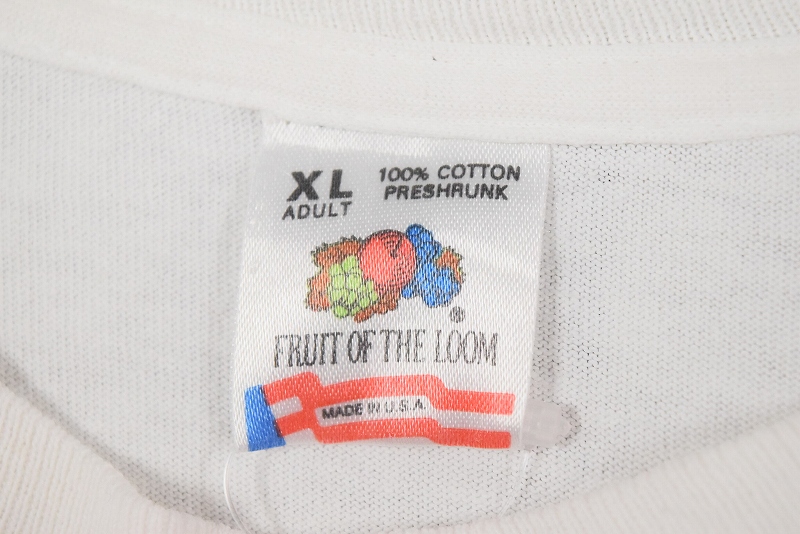 XL
ADULT
100% COTTON
PRESHRUNK
®
FRUIT OF THE LOOM
MADE IN U.S.A.